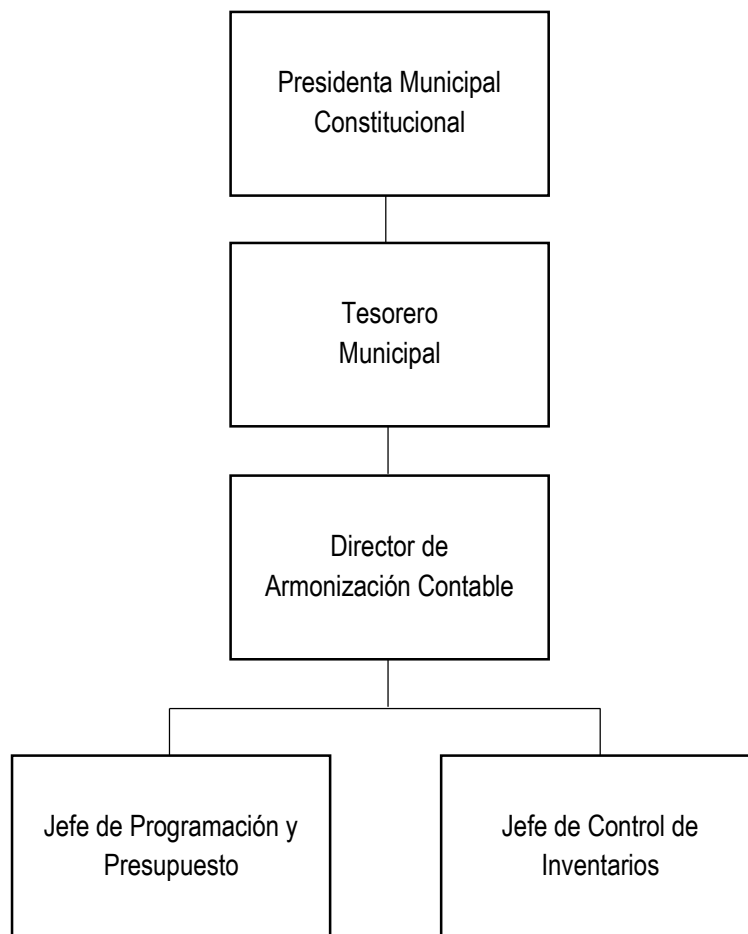 Presidenta Municipal
Constitucional
Tesorero
Municipal
Director de
Armonización Contable
Jefe de Programación y
Presupuesto
Jefe de Control de
Inventarios